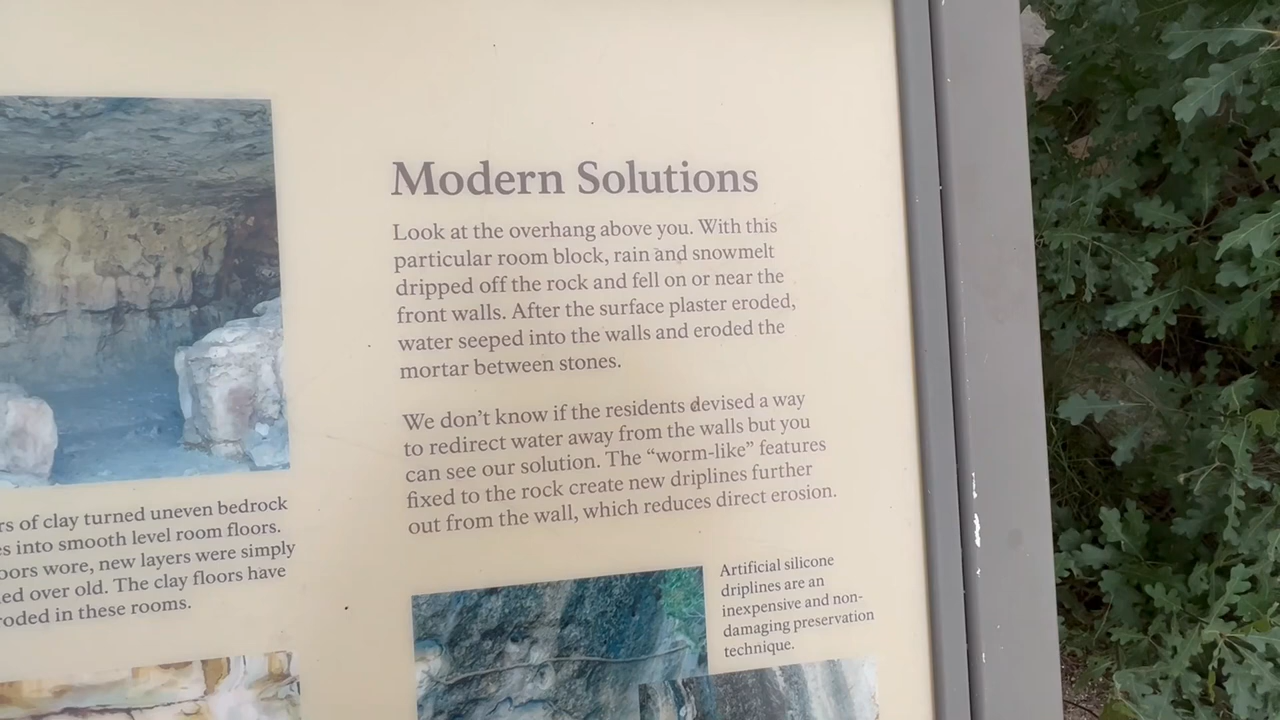 Modern Solutions
Look at the overhang above you. With this
particular room block, rain and snowmelt
dripped off the rock and fell on or near the
front walls. After the surface plaster eroded,
water seeped into the walls and eroded the
mortar between stones.
We don't know if the residents devised a way
to redirect water away from the walls but you
can see our solution. The “worm-like” features
fixed to the rock create new driplines further
out from the wall, which reduces direct erosion.
of clay turned uneven bedrock
into smooth level room floors.
wore, new layers were simply
over old. The clay floors have
in these rooms.
Artificial silicone
driplines are an
inexpensive and non-
damaging preservation
technique.